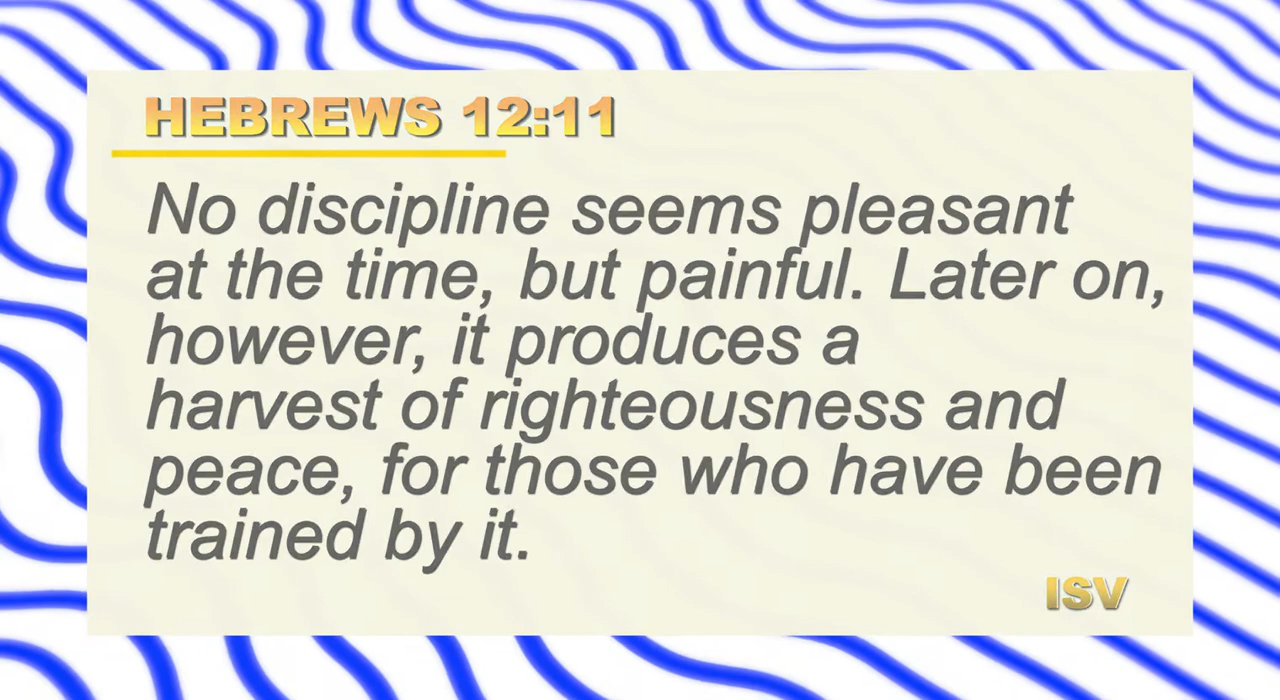 HEBREWS 12:11
No discipline seems pleasant
at the time, but painful. Later on,
however, it produces a
harvest of righteousness and
peace, for those who have been
trained by it.
ISV